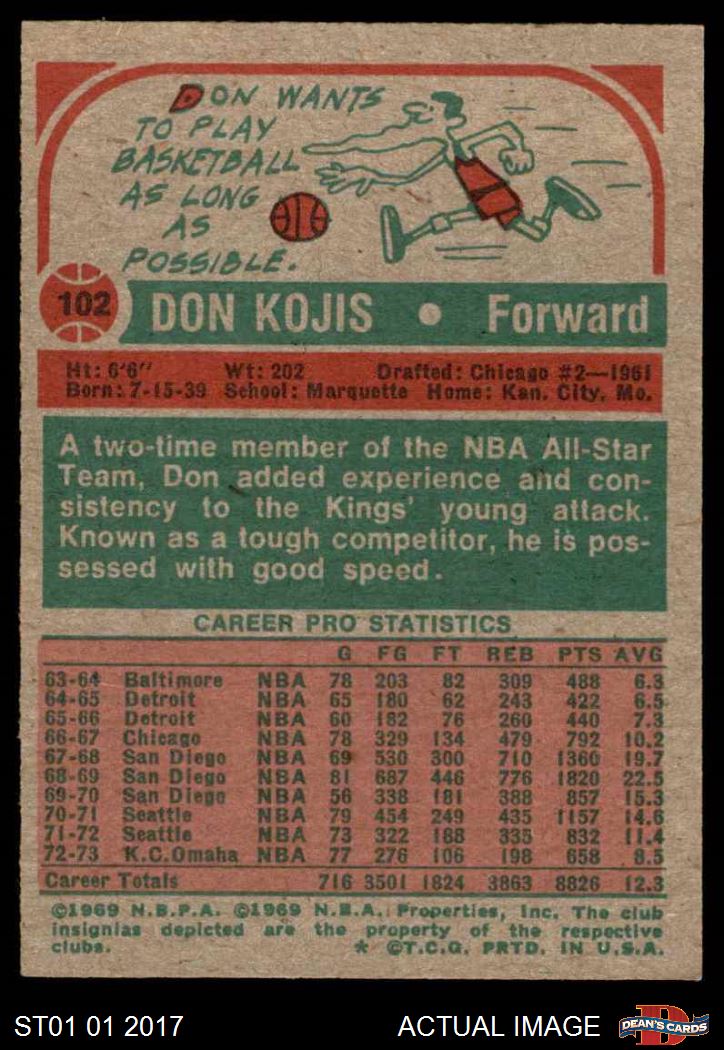 DON WANTS
TO PLAY
BASKETBALL
AS LONG
AS
POSSIBLE.
102 DON KOJIS • Forward
Ht: 6'6" Wt: 202 Drafted: Chicago #2—1961
Born: 7-15-39 School: Marquette Home: Kan. City, Mo.
A two-time member of the NBA All-Star
Team, Don added experience and con-
sistency to the Kings' young attack.
Known as a tough competitor, he is pos-
sessed with good speed.
CAREER PRO STATISTICS
G FG FT REB PTS AVG
63-64 Baltimore NBA 78 203 82 309 488 6.3
64-65 Detroit NBA 65 180 62 243 422 6.5
65-66 Detroit NBA 60 182 76 260 440 7.3
66-67 Chicago NBA 78 329 134 479 792 10.2
67-68 San Diego NBA 69 530 300 710 1360 19.7
68-69 San Diego NBA 81 687 446 776 1820 22.5
69-70 San Diego NBA 56 338 181 388 857 15.3
70-71 Seattle NBA 79 454 249 435 1157 14.6
71-72 Seattle NBA 73 322 188 335 832 11.4
72-73 K.C.Omaha NBA 77 276 106 198 658 8.5
Career Totals 716 3501 1824 3863 8826 12.3
©1969 N.B.P.A. ©1969 N.B.A. Properties, Inc. The club
insignias depicted are the property of the respective
clubs. * ©T.C.G. PRTD. IN U.S.A.
ST01 01 2017 ACTUAL IMAGE D DEAN'S CARDS